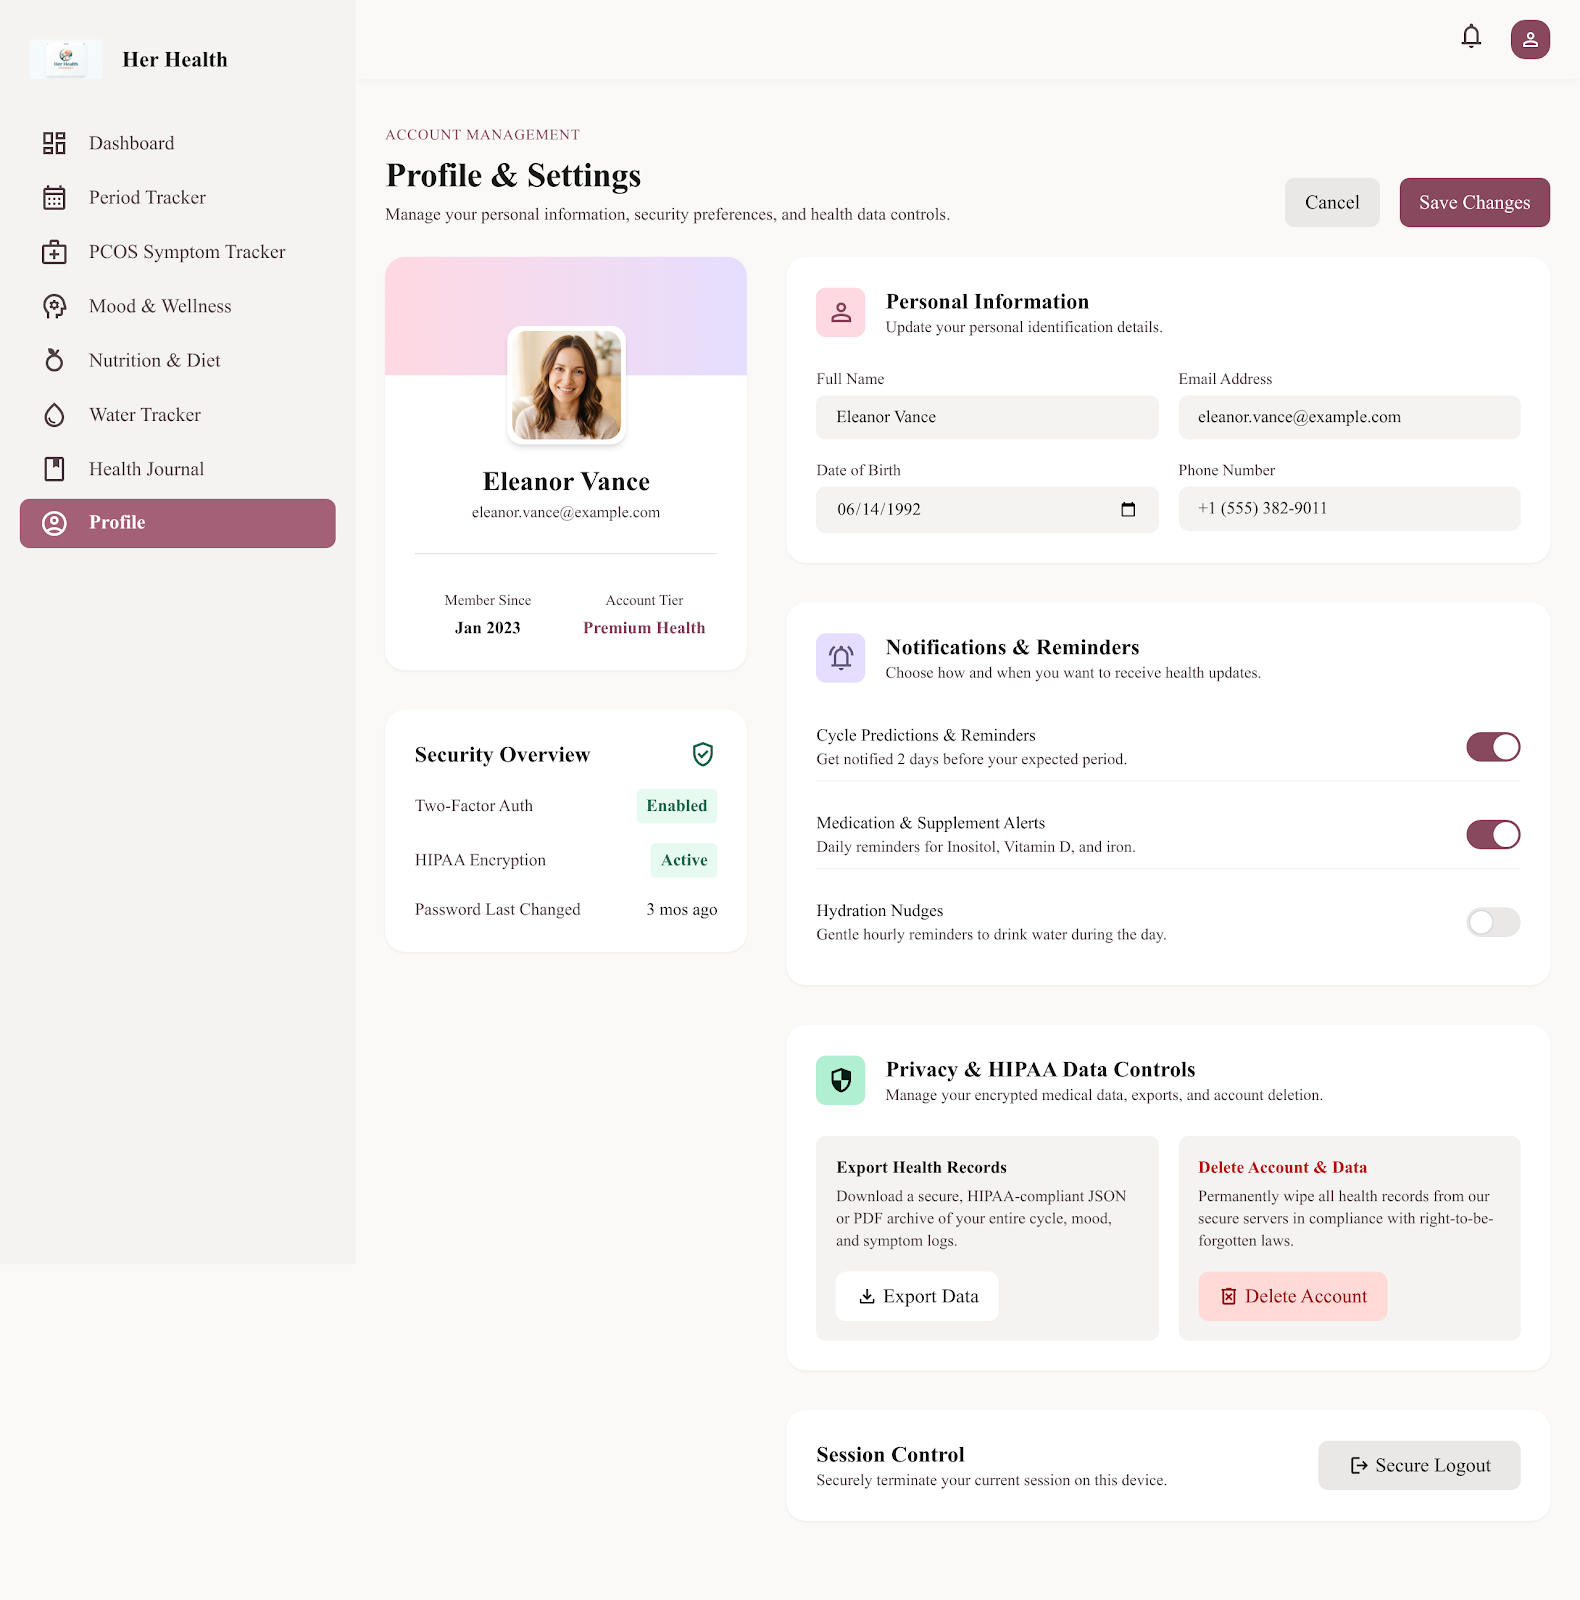 Her Health
Her Health
Dashboard
Period Tracker
PCOS Symptom Tracker
Mood & Wellness
Nutrition & Diet
Water Tracker
Health Journal
Profile
ACCOUNT MANAGEMENT
Profile & Settings
Manage your personal information, security preferences, and health data controls.
Cancel
Save Changes
Eleanor Vance
eleanor.vance@example.com
Member Since
Jan 2023
Account Tier
Premium Health
Security Overview
Two-Factor Auth
Enabled
HIPAA Encryption
Active
Password Last Changed
3 mos ago
Personal Information
Update your personal identification details.
Full Name
Eleanor Vance
Email Address
eleanor.vance@example.com
Date of Birth
06/14/1992
Phone Number
+1 (555) 382-9011
Notifications & Reminders
Choose how and when you want to receive health updates.
Cycle Predictions & Reminders
Get notified 2 days before your expected period.
Medication & Supplement Alerts
Daily reminders for Inositol, Vitamin D, and iron.
Hydration Nudges
Gentle hourly reminders to drink water during the day.
Privacy & HIPAA Data Controls
Manage your encrypted medical data, exports, and account deletion.
Export Health Records
Download a secure, HIPAA-compliant JSON
or PDF archive of your entire cycle, mood,
and symptom logs.
Export Data
Delete Account & Data
Permanently wipe all health records from our
secure servers in compliance with right-to-be-
forgotten laws.
Delete Account
Session Control
Securely terminate your current session on this device.
Secure Logout